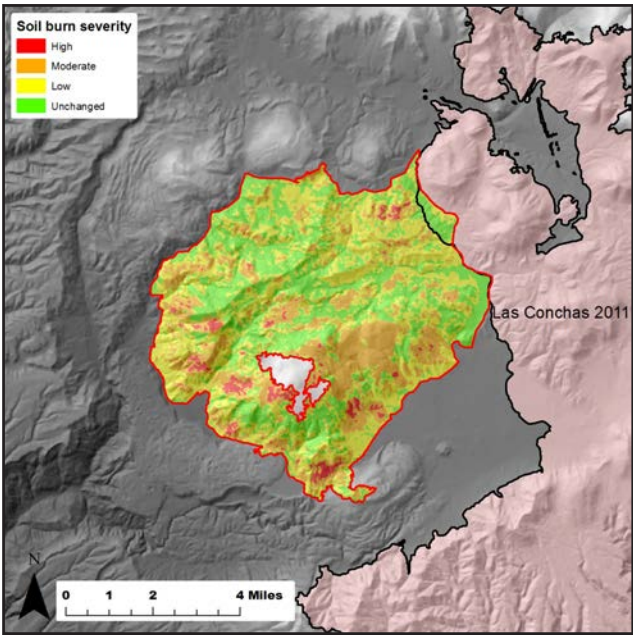 Soil burn severity
High
Moderate
Low
Unchanged
Las Conchas 2011
N
0 1 2 4 Miles